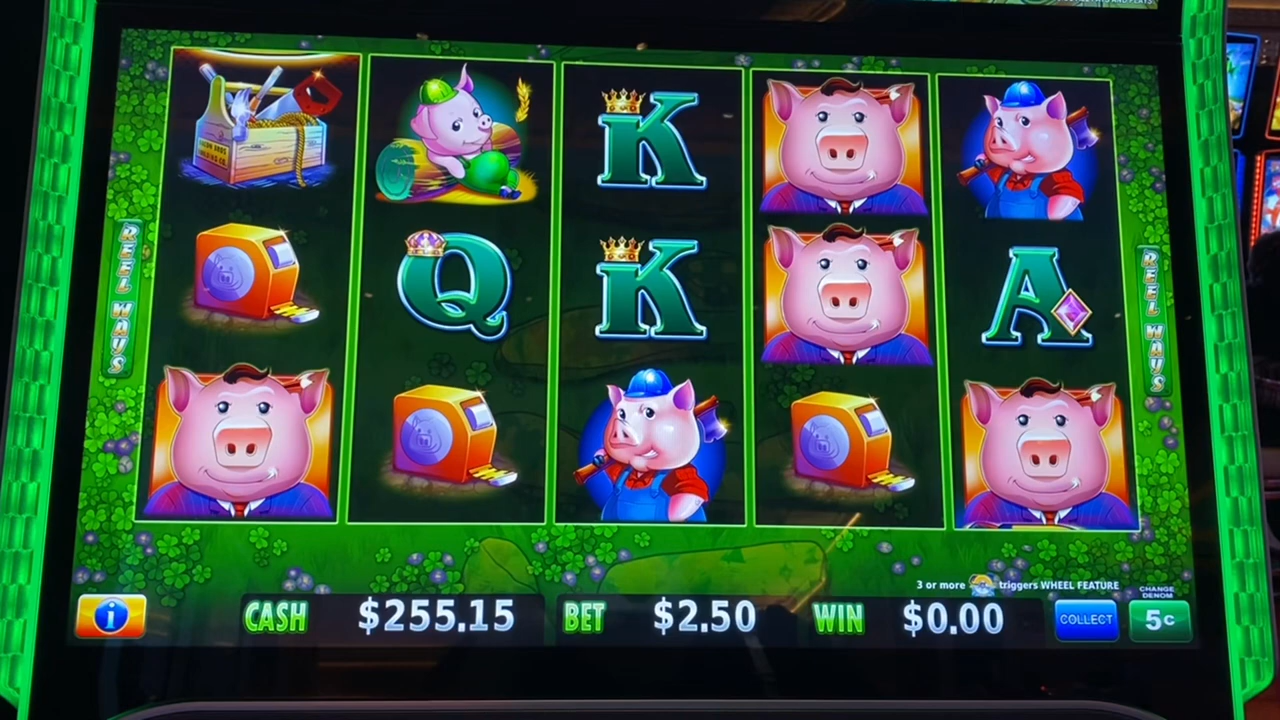 REEL WAYS
K
Q
K
A
REEL WAYS
3 or more triggers WHEEL FEATURE
CASH $255.15 BET $2.50 WIN $0.00
COLLECT
CHANGE DENOM
5¢